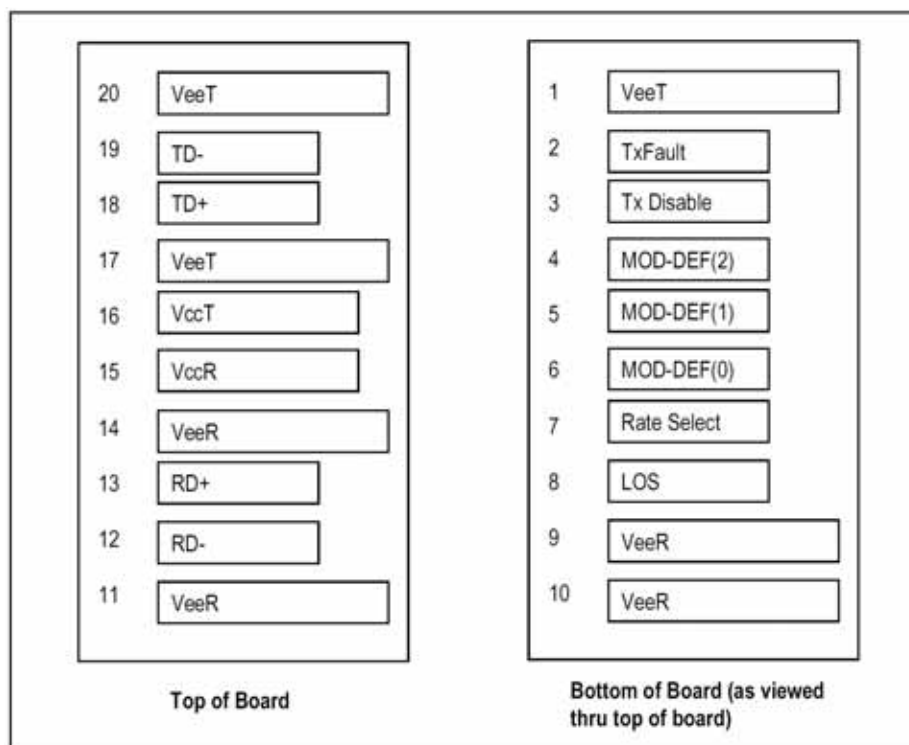 20 VeeT
19 TD-
18 TD+
17 VeeT
16 VccT
15 VccR
14 VeeR
13 RD+
12 RD-
11 VeeR
Top of Board
1 VeeT
2 TxFault
3 Tx Disable
4 MOD-DEF(2)
5 MOD-DEF(1)
6 MOD-DEF(0)
7 Rate Select
8 LOS
9 VeeR
10 VeeR
Bottom of Board (as viewed
thru top of board)